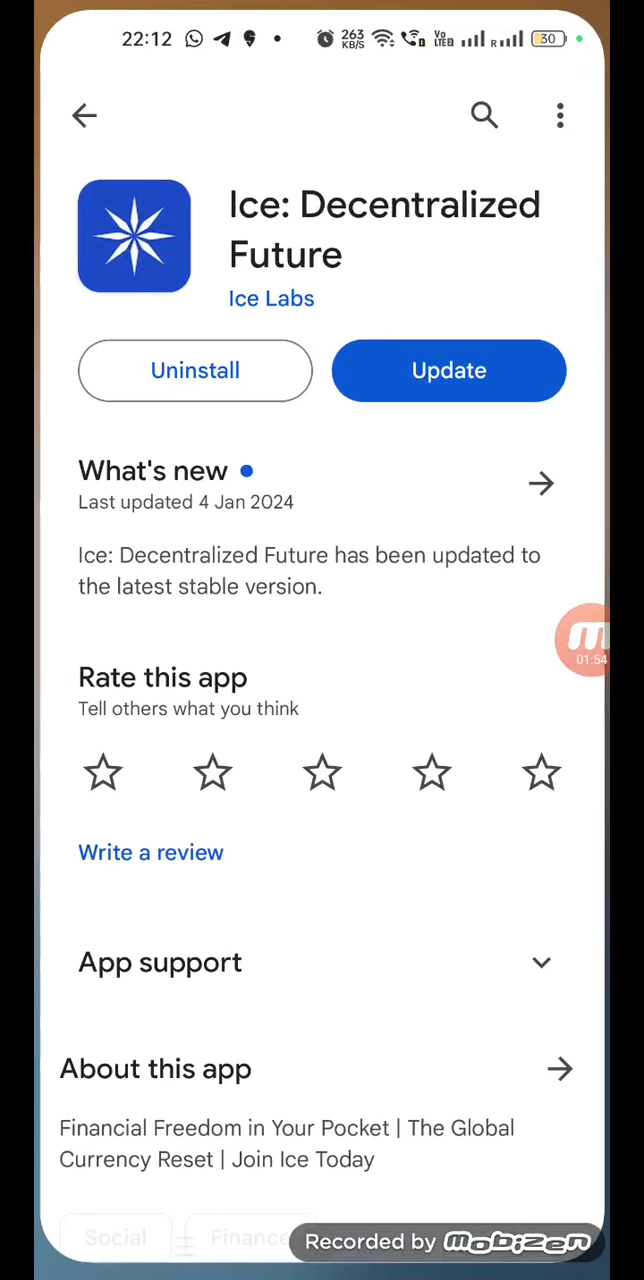 22:12 263 KB/S Vo LTE2 R 30
Ice: Decentralized
Future
Ice Labs
Uninstall Update
What's new
Last updated 4 Jan 2024
Ice: Decentralized Future has been updated to
the latest stable version.
01:54
Rate this app
Tell others what you think
Write a review
App support
About this app
Financial Freedom in Your Pocket | The Global
Currency Reset | Join Ice Today
Social Finance
Recorded by mobizen